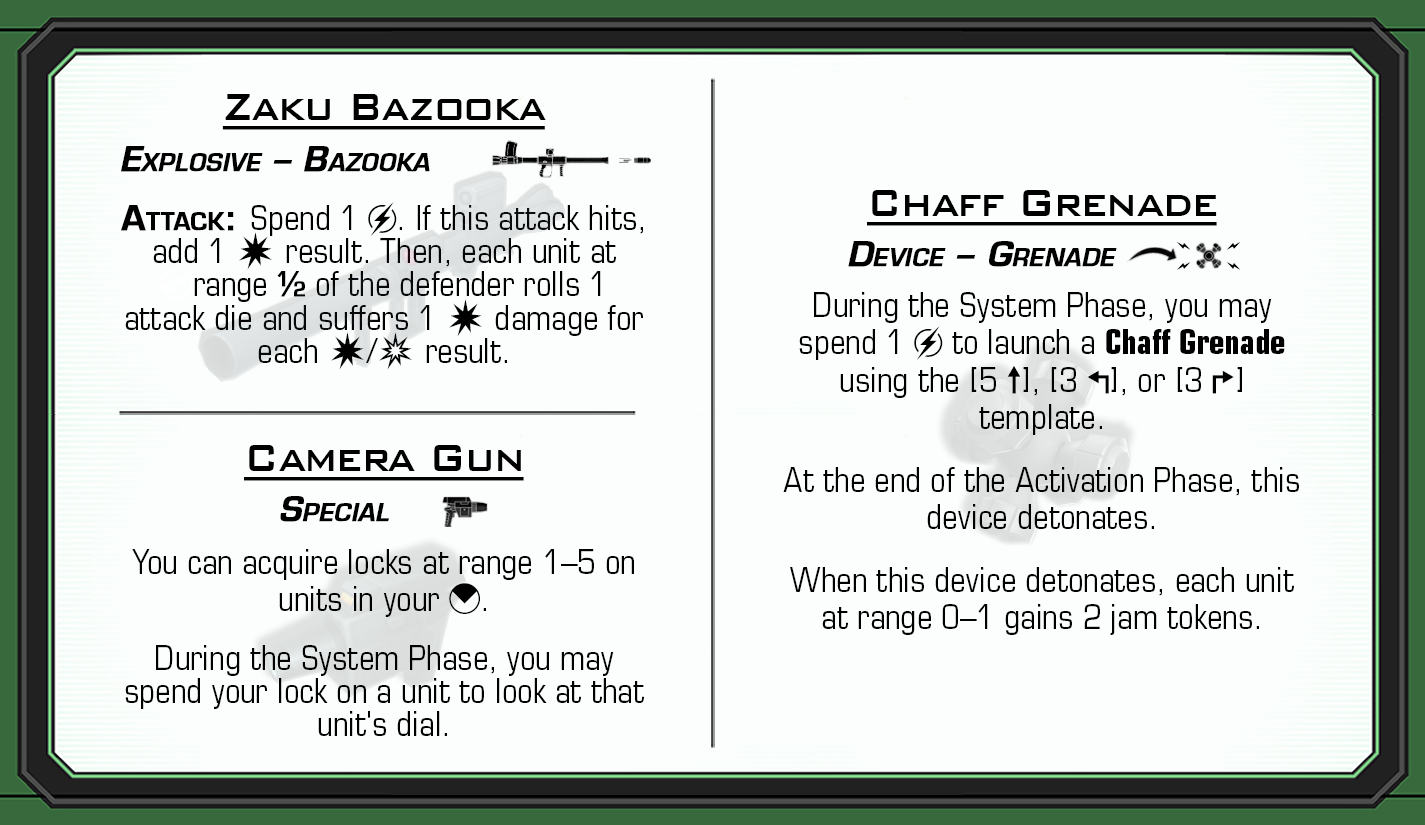 Zaku Bazooka
Explosive – Bazooka
Attack: Spend 1 . If this attack hits,
add 1 result. Then, each unit at
range ½ of the defender rolls 1
attack die and suffers 1 damage for
each / result.
Camera Gun
Special
You can acquire locks at range 1–5 on
units in your .
During the System Phase, you may
spend your lock on a unit to look at that
unit's dial.
Chaff Grenade
Device – Grenade
During the System Phase, you may
spend 1 to launch a Chaff Grenade
using the [5 ↑], [3 ↰], or [3 ↱]
template.
At the end of the Activation Phase, this
device detonates.
When this device detonates, each unit
at range 0–1 gains 2 jam tokens.